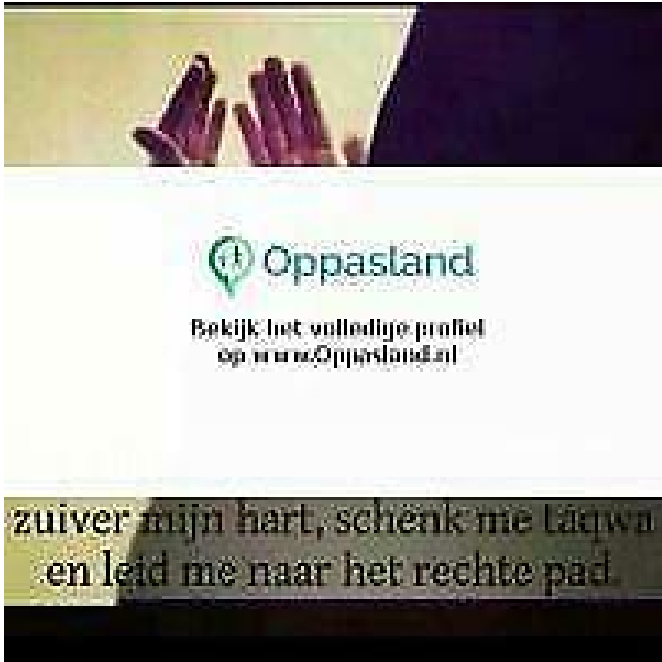 Oppasland
Bekijk het volledige profiel
op www.Oppasland.nl
zuiver mijn hart, schenk me taqwa
en leid me naar het rechte pad.